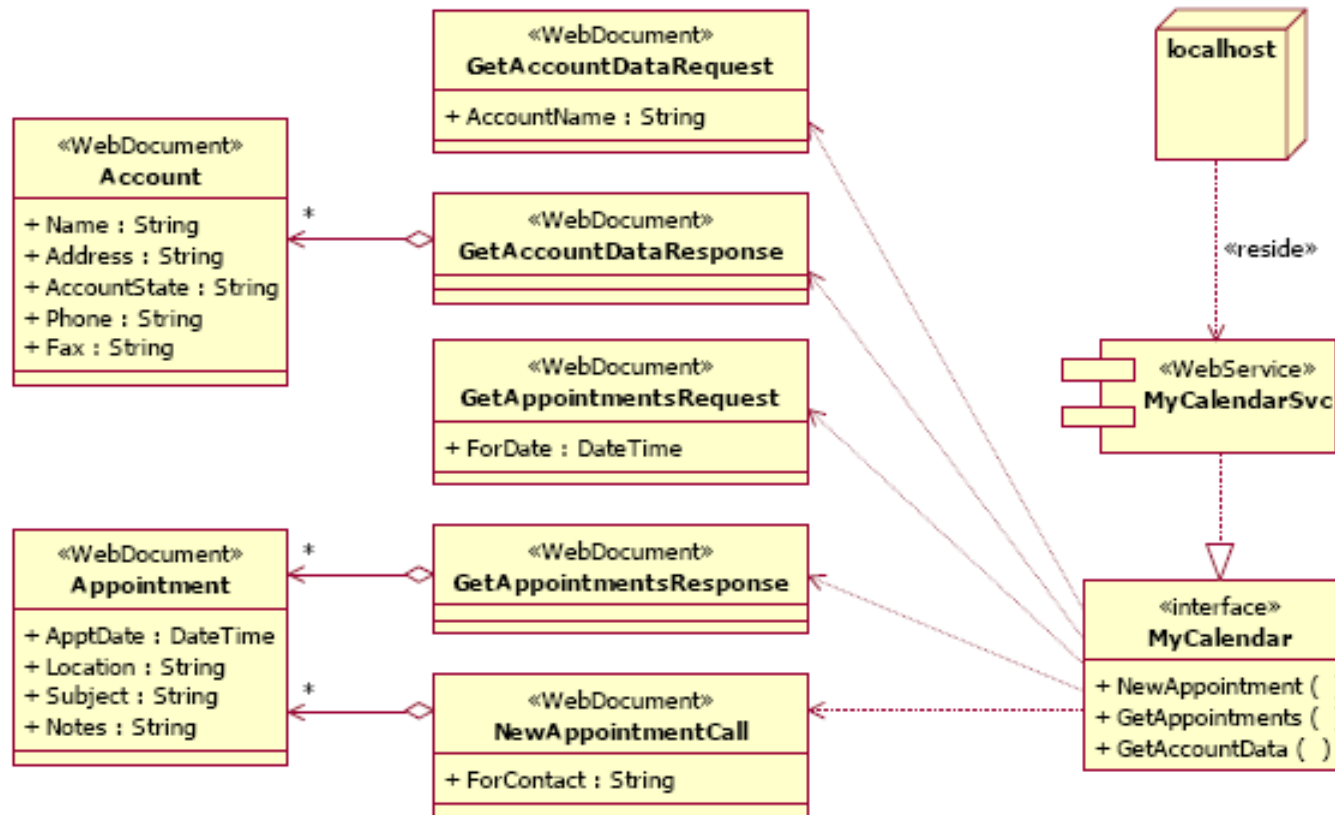 «WebDocument»
GetAccountDataRequest
+ AccountName : String
localhost
«WebDocument»
Account
+ Name : String
+ Address : String
+ AccountState : String
+ Phone : String
+ Fax : String
*
«WebDocument»
GetAccountDataResponse
«reside»
«WebDocument»
GetAppointmentsRequest
+ ForDate : DateTime
«WebService»
MyCalendarSvc
«WebDocument»
Appointment
+ ApptDate : DateTime
+ Location : String
+ Subject : String
+ Notes : String
*
«WebDocument»
GetAppointmentsResponse
*
«WebDocument»
NewAppointmentCall
+ ForContact : String
«interface»
MyCalendar
+ NewAppointment (
+ GetAppointments (
+ GetAccountData ( )